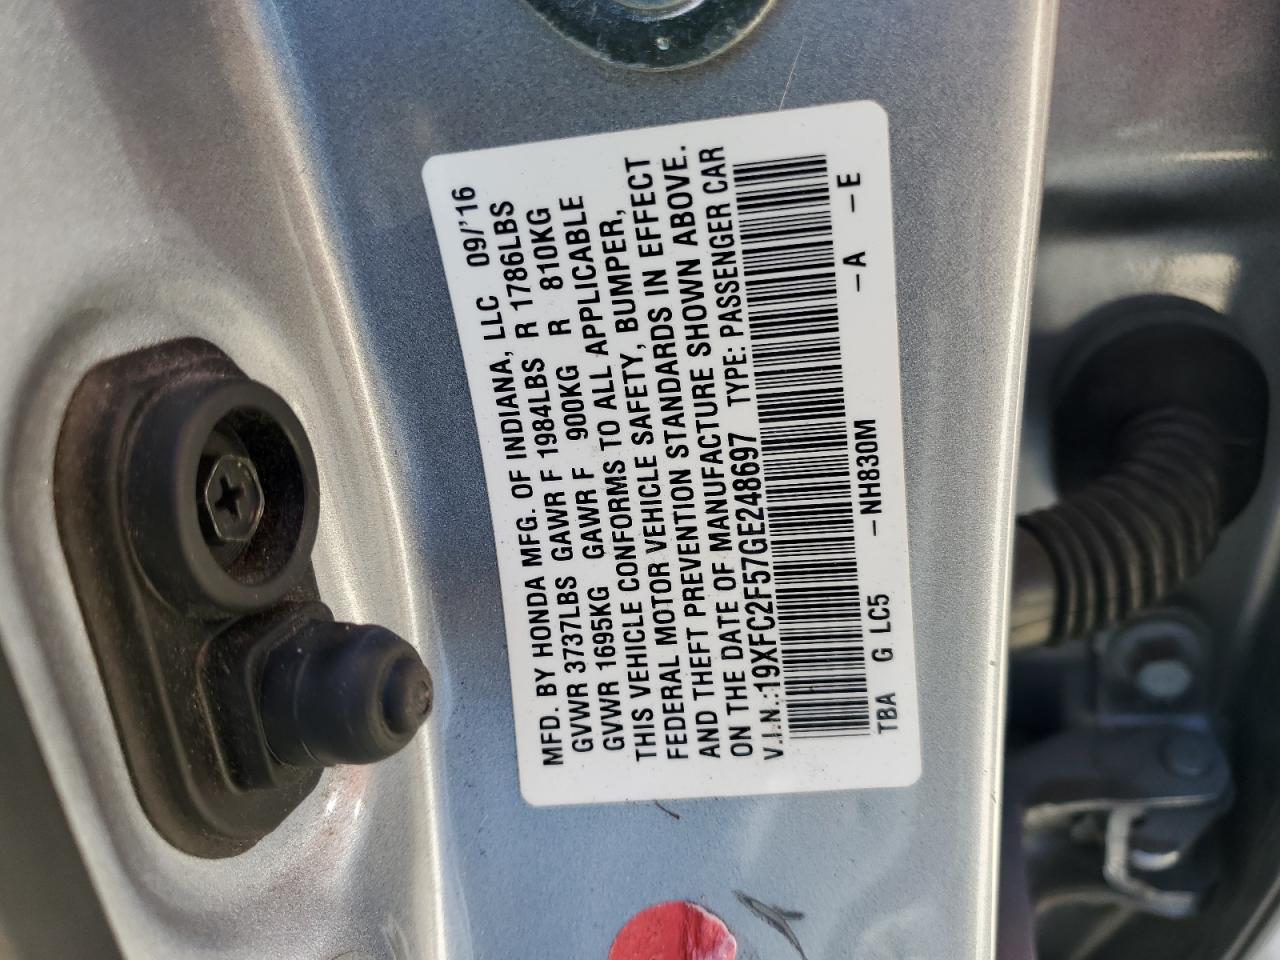 MFD. BY HONDA MFG. OF INDIANA, LLC 09/'16
GVWR 3737LBS GAWR F 1984LBS R 1786LBS
GVWR 1695KG GAWR F 900KG R 810KG
THIS VEHICLE CONFORMS TO ALL APPLICABLE
FEDERAL MOTOR VEHICLE SAFETY, BUMPER,
AND THEFT PREVENTION STANDARDS IN EFFECT
ON THE DATE OF MANUFACTURE SHOWN ABOVE.
V.I.N.:19XFC2F57GE248697 TYPE: PASSENGER CAR
TBA G LC5 -NH830M -A -E